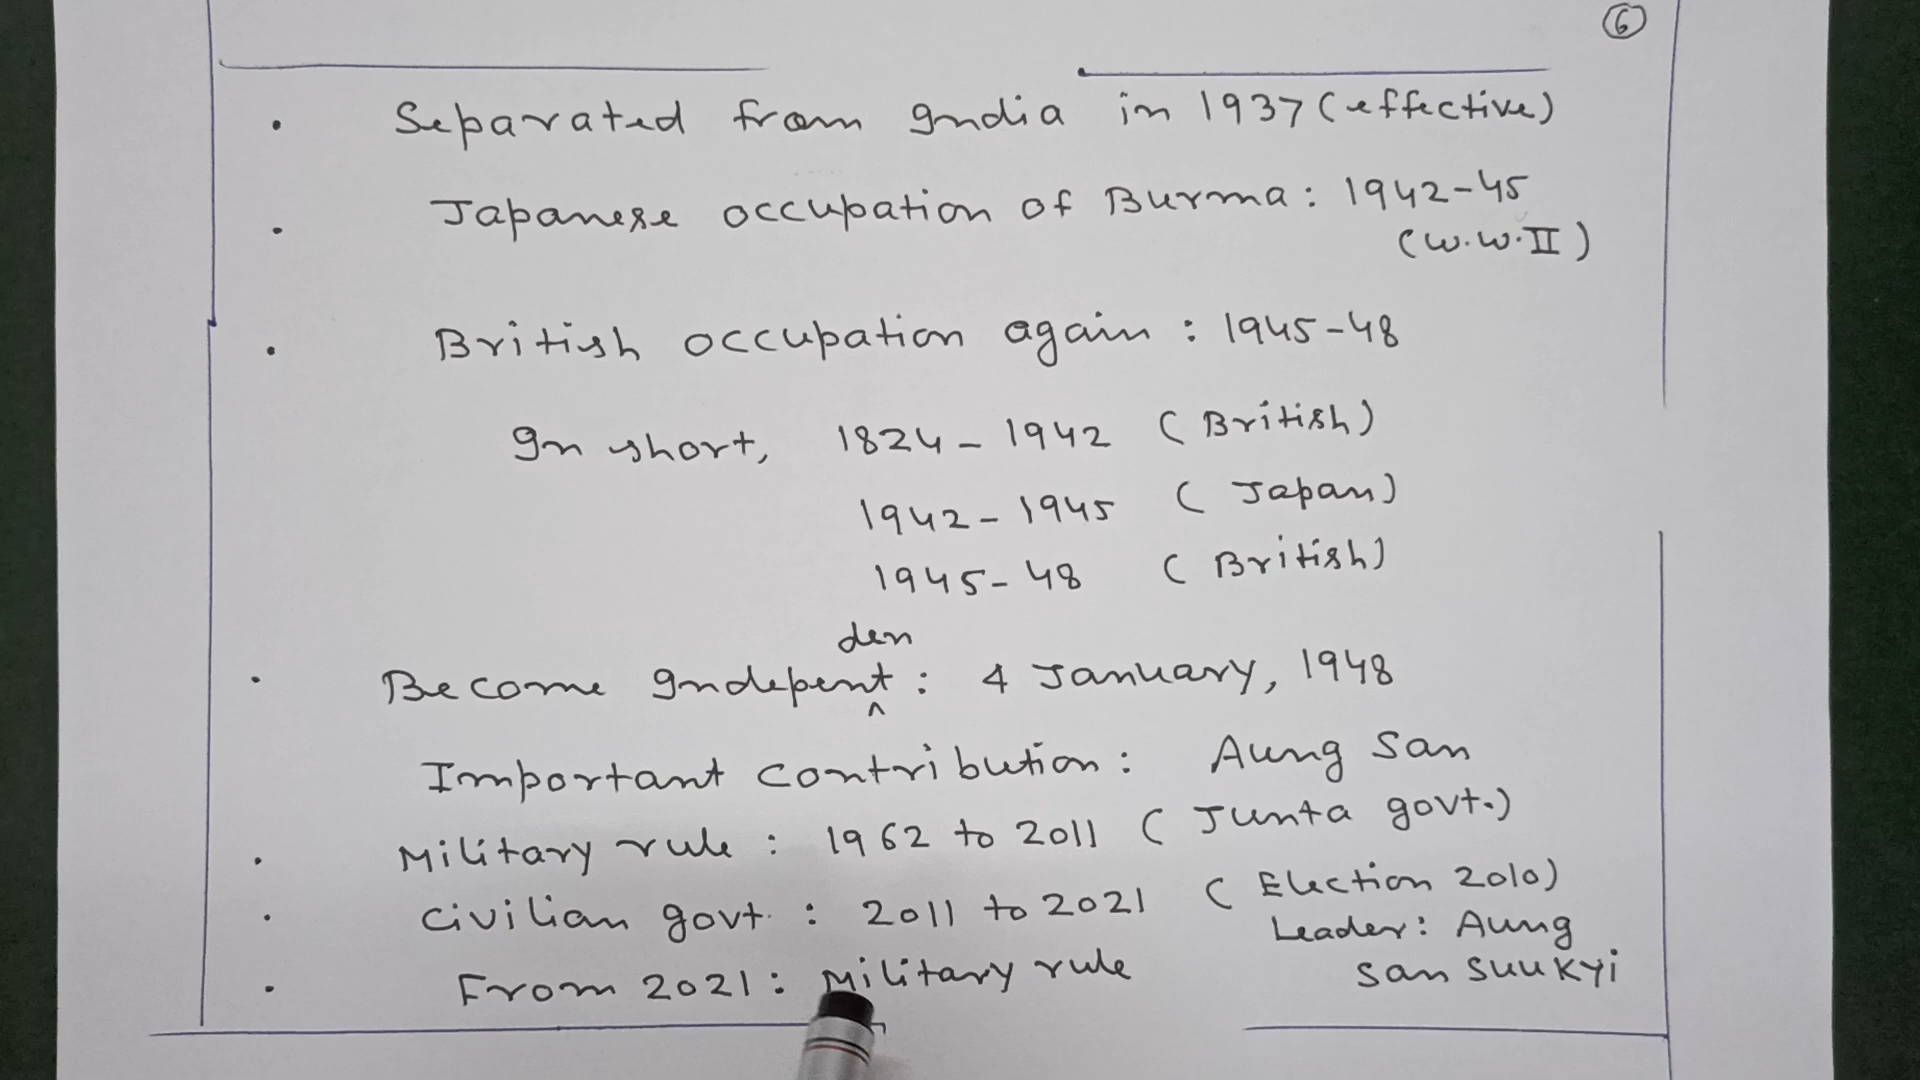 6
• Separated from India in 1937 (effective)
• Japanese occupation of Burma: 1942-45
(W.W.II)
• British occupation again: 1945-48
In short, 1824 - 1942 (British)
1942 - 1945 (Japan)
1945 - 48 (British)
den
• Become Indepent: 4 January, 1948
^
Important contribution: Aung San
• Military rule: 1962 to 2011 (Junta govt.)
• Civilian govt.: 2011 to 2021 (Election 2010)
Leader: Aung
San Suu Kyi
• From 2021: Military rule